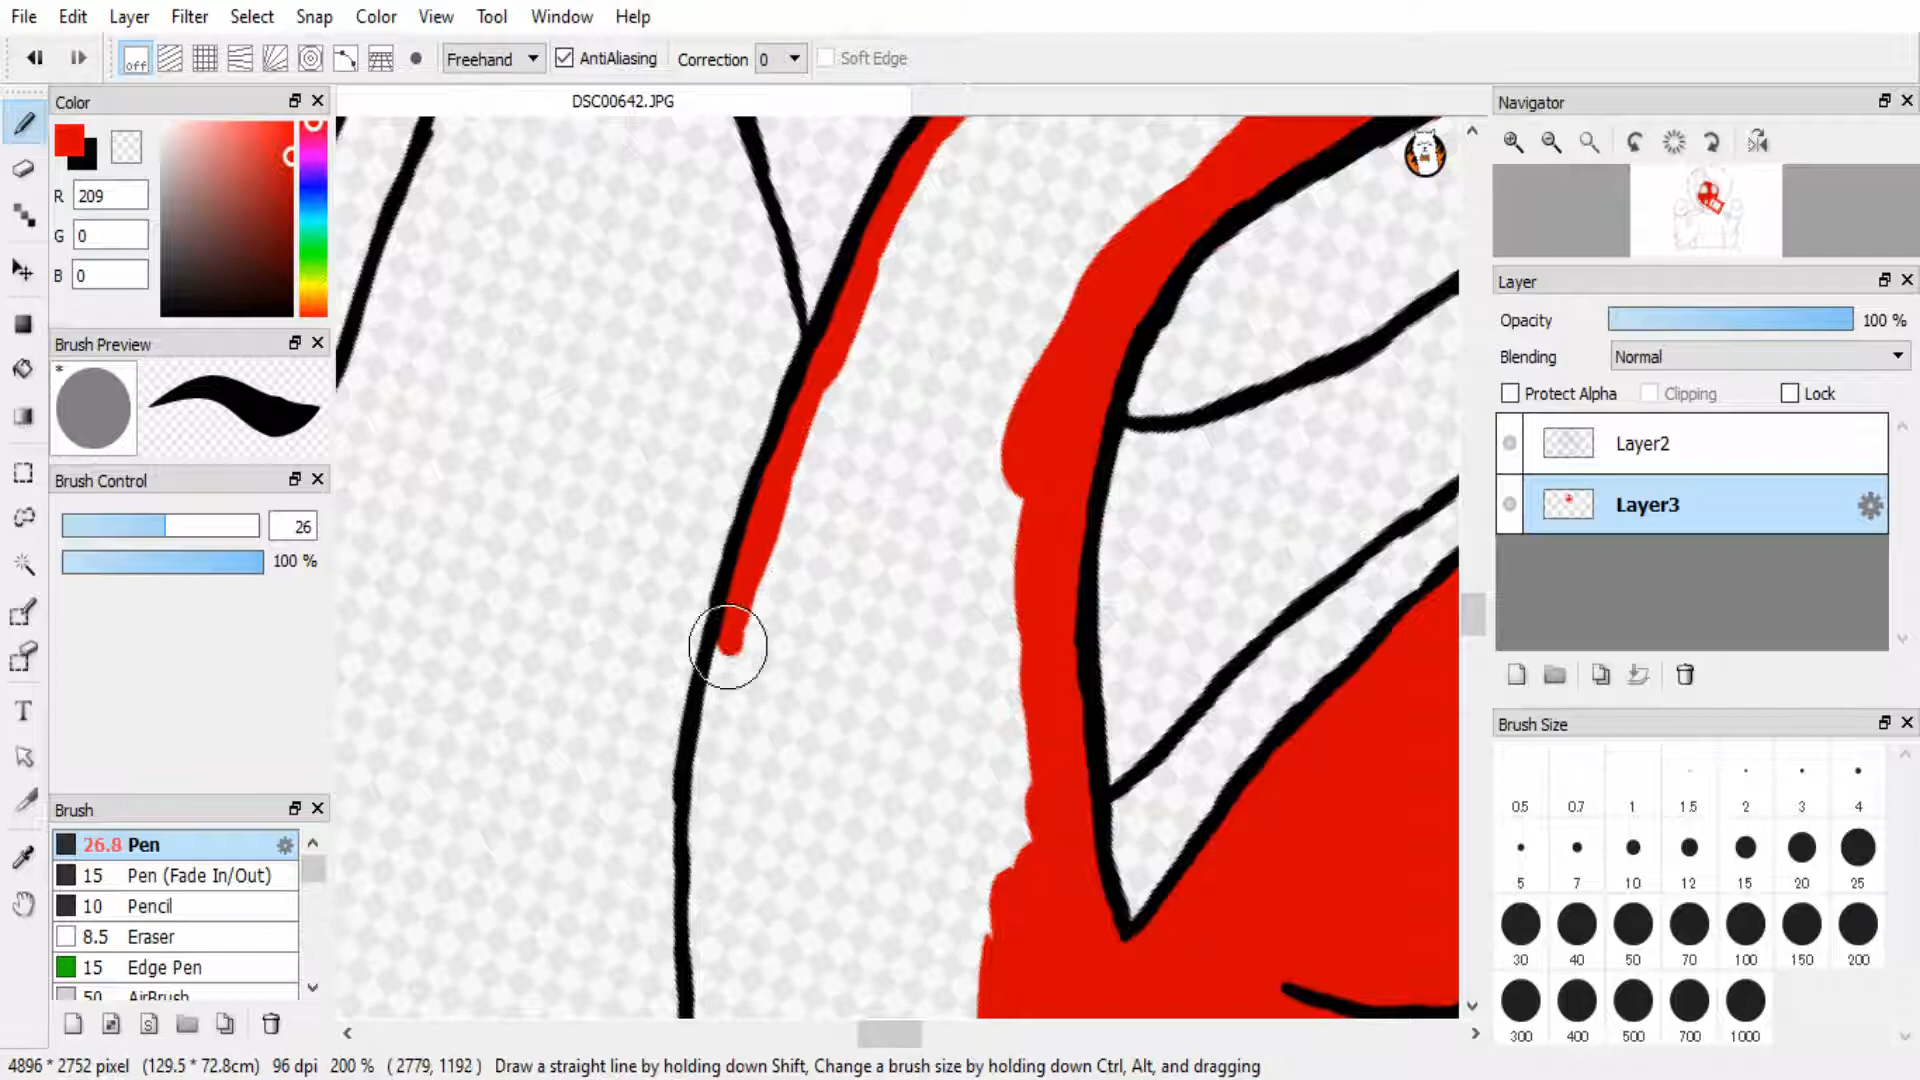 File Edit Layer Filter Select Snap Color View Tool Window Help
off Freehand AntiAliasing Correction 0 Soft Edge
Color
R 209
G 0
B 0
Brush Preview
*
Brush Control
26
100 %
Brush
26.8 Pen
15 Pen (Fade In/Out)
10 Pencil
8.5 Eraser
15 Edge Pen
50 AirBrush
DSC00642.JPG
Navigator
Layer
Opacity 100 %
Blending Normal
Protect Alpha Clipping Lock
Layer2
Layer3
Brush Size
0.5 0.7 1 1.5 2 3 4
5 7 10 12 15 20 25
30 40 50 70 100 150 200
300 400 500 700 1000
T
S
4896 * 2752 pixel (129.5 * 72.8cm) 96 dpi 200 % ( 2779, 1192 ) Draw a straight line by holding down Shift, Change a brush size by holding down Ctrl, Alt, and dragging